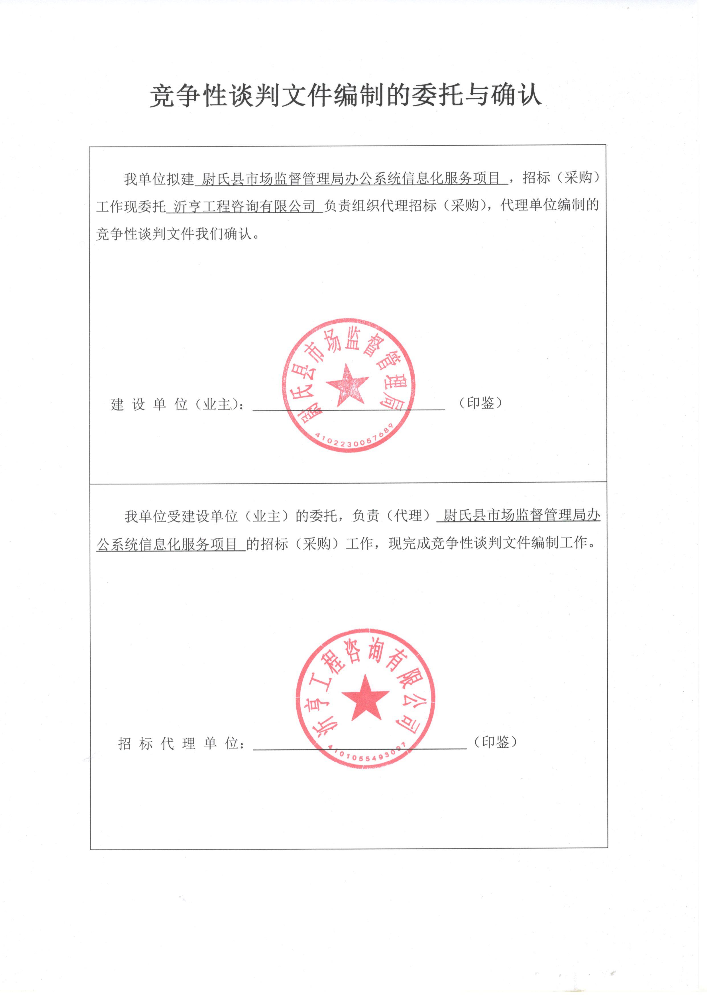 竞争性谈判文件编制的委托与确认
我单位拟建 尉氏县市场监督管理局办公系统信息化服务项目 ，招标（采购）
工作现委托 沂亨工程咨询有限公司 负责组织代理招标（采购），代理单位编制的
竞争性谈判文件我们确认。
尉氏县市场监督管理局
建 设 单 位（业主）： （印鉴）
4102230057689
我单位受建设单位（业主）的委托，负责（代理） 尉氏县市场监督管理局办
公系统信息化服务项目 的招标（采购）工作，现完成竞争性谈判文件编制工作。
沂亨工程咨询有限公司
招 标 代 理 单 位： （印鉴）
4101055493097